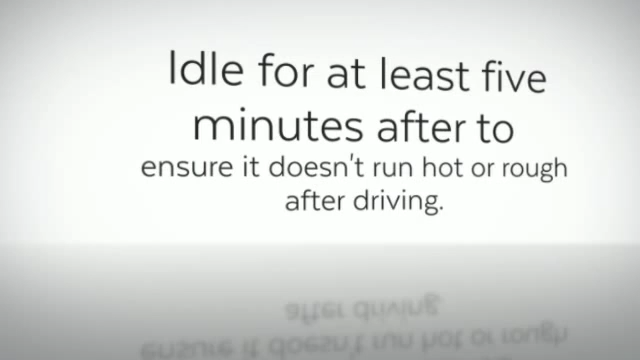 Idle for at least five
minutes after to
ensure it doesn't run hot or rough
after driving.